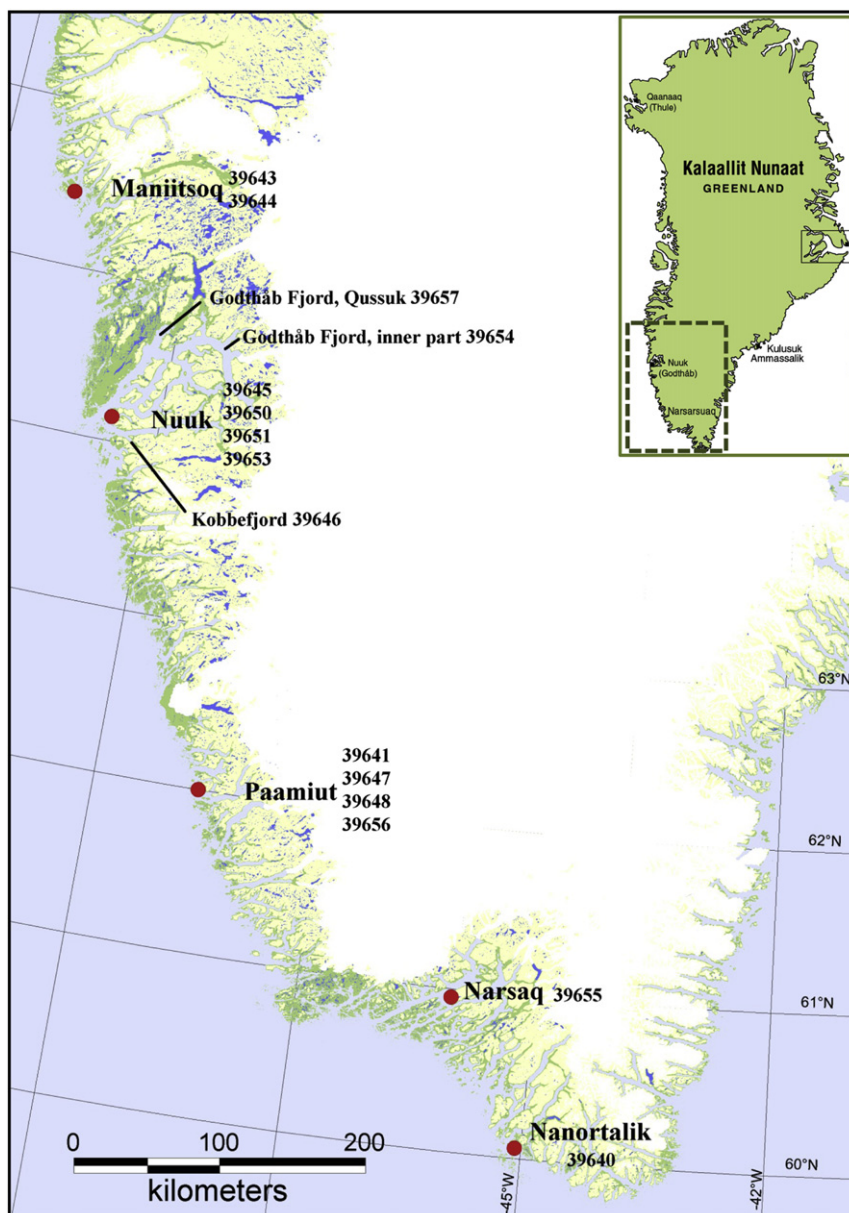 Qaanaaq
(Thule)
Kalaallit Nunaat
GREENLAND
Kulusuk
Ammassalik
Nuuk
(Godthåb)
Narsarsuaq
Maniitsoq
39643
39644
Godthåb Fjord, Qussuk 39657
Godthåb Fjord, inner part 39654
Nuuk
39645
39650
39651
39653
Kobbefjord 39646
63°N
Paamiut
39641
39647
39648
39656
62°N
Narsaq 39655
61°N
Nanortalik
39640
60°N
-45°W
-42°W
0 100 200
kilometers